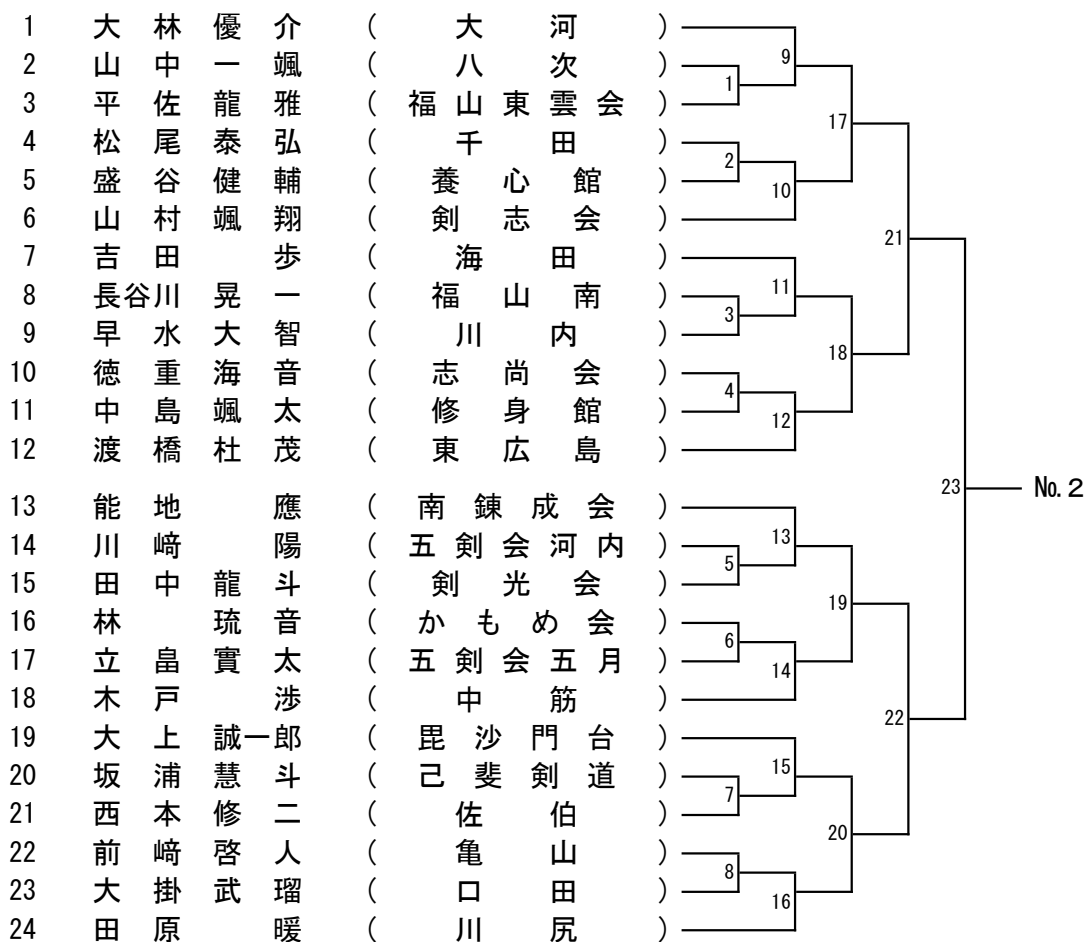 1 大林優介 ( 大河 )
2 山中一颯 ( 八次 )
3 平佐龍雅 ( 福山東雲会 )
4 松尾泰弘 ( 千田 )
5 盛谷健輔 ( 養心館 )
6 山村颯翔 ( 剣志会 )
7 吉田歩 ( 海田 )
8 長谷川晃一 ( 福山南 )
9 早水大智 ( 川内 )
10 徳重海音 ( 志尚会 )
11 中島颯太 ( 修身館 )
12 渡橋杜茂 ( 東広島 )
13 能地應 ( 南錬成会 )
14 川﨑陽 ( 五剣会河内 )
15 田中龍斗 ( 剣光会 )
16 林琉音 ( かもめ会 )
17 立畠實太 ( 五剣会五月 )
18 木戸渉 ( 中筋 )
19 大上誠一郎 ( 毘沙門台 )
20 坂浦慧斗 ( 己斐剣道 )
21 西本修二 ( 佐伯 )
22 前﨑啓人 ( 亀山 )
23 大掛武瑠 ( 口田 )
24 田原暖 ( 川尻 )
1
2
3
4
5
6
7
8
9
10
11
12
13
14
15
16
17
18
19
20
21
22
23
№.2